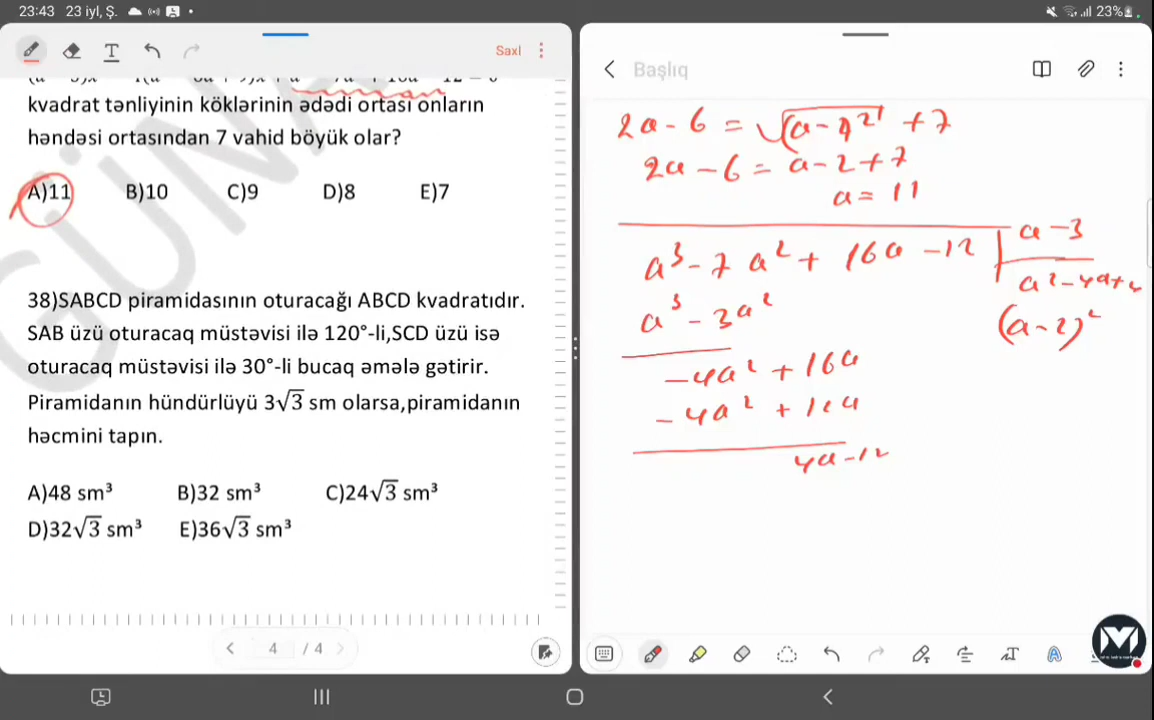 23:43 23 iyl, Ş.
23%
Saxl
kvadrat tənliyinin köklərinin ədədi ortası onların
həndəsi ortasından 7 vahid böyük olar?
A)11 B)10 C)9 D)8 E)7
38)SABCD piramidasının oturacağı ABCD kvadratıdır.
SAB üzü oturacaq müstəvisi ilə 120°-li,SCD üzü isə
oturacaq müstəvisi ilə 30°-li bucaq əmələ gətirir.
Piramidanın hündürlüyü 3√3 sm olarsa,piramidanın
həcmini tapın.
A)48 sm³ B)32 sm³ C)24√3 sm³
D)32√3 sm³ E)36√3 sm³
4 / 4
Başlıq
2a - 6 = √(a - 2)² + 7
2a - 6 = a - 2 + 7
a = 11
a³ - 7a² + 16a - 12 | a - 3
a³ - 3a² a² - 4a + 4
(a - 2)²
-4a² + 16a
-4a² + 12a
4a - 12